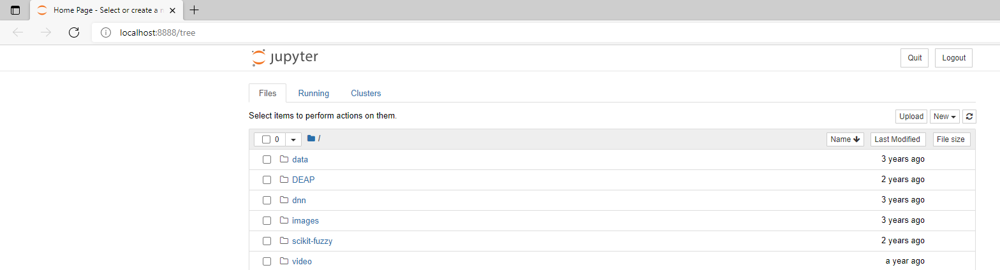 Home Page - Select or create a n
localhost:8888/tree
jupyter
Quit
Logout
Files
Running
Clusters
Select items to perform actions on them.
Upload
New
0
/
Name
Last Modified
File size
data
3 years ago
DEAP
2 years ago
dnn
3 years ago
images
3 years ago
scikit-fuzzy
2 years ago
video
a year ago